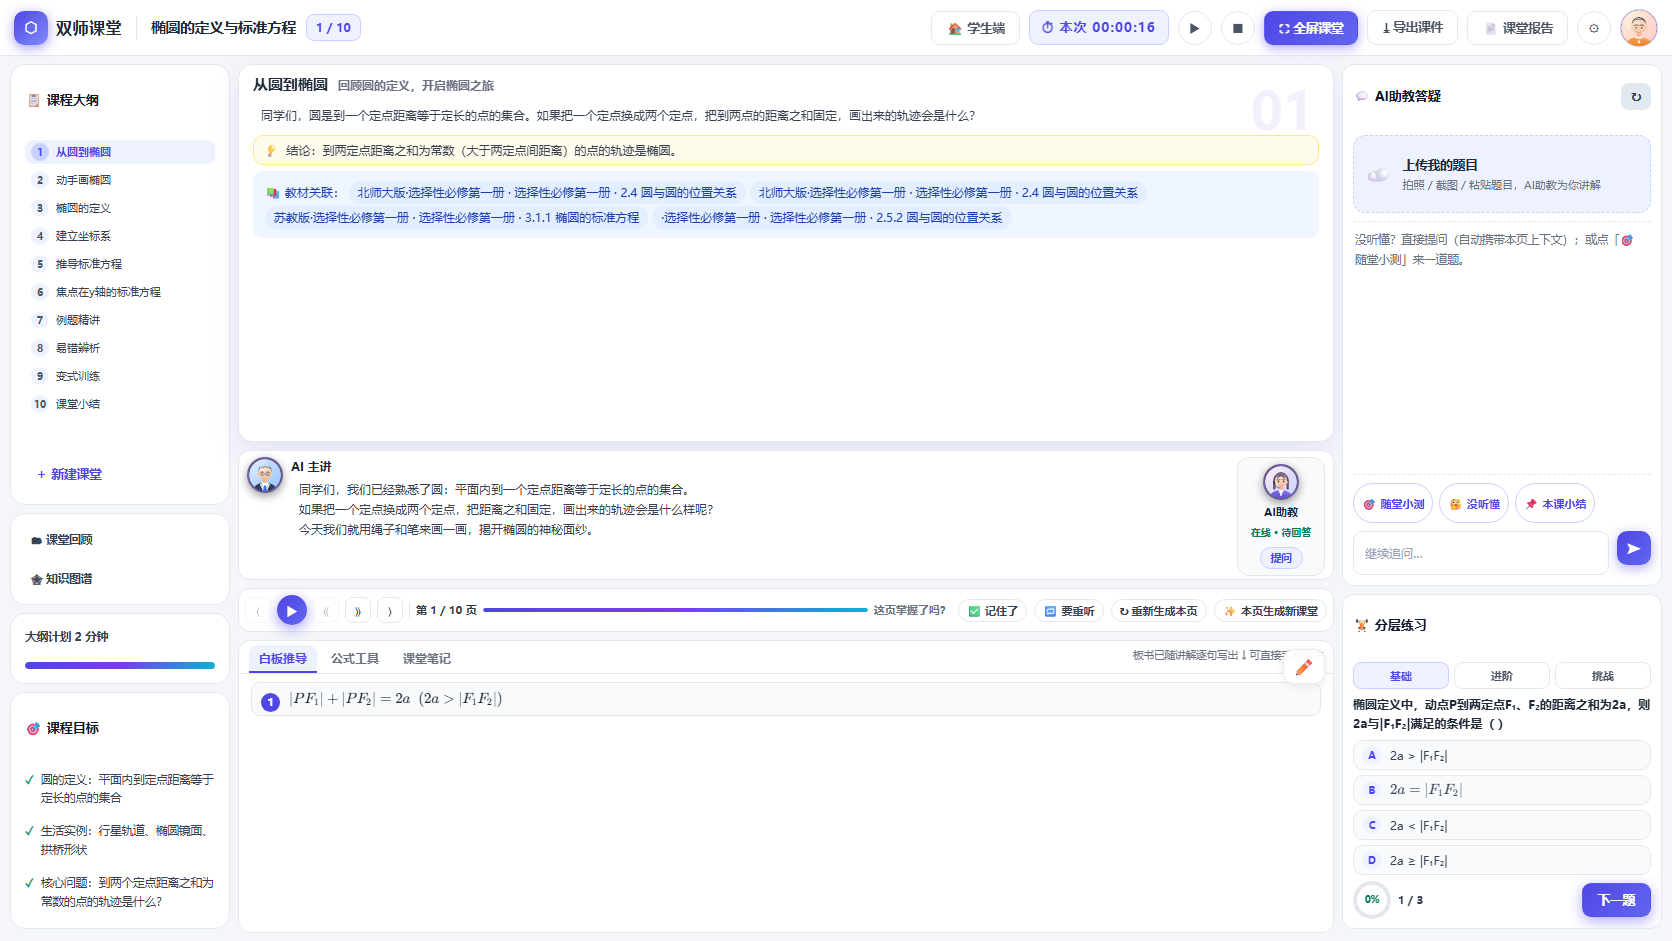 双师课堂
椭圆的定义与标准方程
1 / 10
学生端
本次 00:00:16
全屏课堂
导出课件
课堂报告
课程大纲
1 从圆到椭圆
2 动手画椭圆
3 椭圆的定义
4 建立坐标系
5 推导标准方程
6 焦点在y轴的标准方程
7 例题精讲
8 易错辨析
9 变式训练
10 课堂小结
+ 新建课堂
课堂回顾
知识图谱
大纲计划 2 分钟
课程目标
✓ 圆的定义：平面内到定点距离等于
定长的点的集合
✓ 生活实例：行星轨道、椭圆镜面、
拱桥形状
✓ 核心问题：到两个定点距离之和为
常数的点的轨迹是什么？
从圆到椭圆 回顾圆的定义，开启椭圆之旅
01
同学们，圆是到一个定点距离等于定长的点的集合。如果把一个定点换成两个定点，把到两点的距离之和固定，画出来的轨迹会是什么？
结论：到两定点距离之和为常数（大于两定点间距离）的点的轨迹是椭圆。
教材关联： 北师大版·选择性必修第一册 · 选择性必修第一册 · 2.4 圆与圆的位置关系 北师大版·选择性必修第一册 · 选择性必修第一册 · 2.4 圆与圆的位置关系
苏教版·选择性必修第一册 · 选择性必修第一册 · 3.1.1 椭圆的标准方程 ·选择性必修第一册 · 选择性必修第一册 · 2.5.2 圆与圆的位置关系
AI 主讲
同学们，我们已经熟悉了圆：平面内到一个定点距离等于定长的点的集合。
如果把一个定点换成两个定点，把距离之和固定，画出来的轨迹会是什么样呢？
今天我们就用绳子和笔来画一画，揭开椭圆的神秘面纱。
AI助教
在线 • 待回答
提问
第 1 / 10 页
这页掌握了吗？
记住了
要重听
↻ 重新生成本页
本页生成新课堂
白板推导
公式工具
课堂笔记
板书已随讲解逐句写出↓可直接
1 |PF₁| + |PF₂| = 2a (2a > |F₁F₂|)
AI助教答疑
↻
上传我的题目
拍照 / 截图 / 粘贴题目，AI助教为你讲解
没听懂？直接提问（自动携带本页上下文）；或点「🎯
随堂小测」来一道题。
随堂小测
没听懂
本课小结
继续追问...
分层练习
基础
进阶
挑战
椭圆定义中，动点P到两定点F₁、F₂的距离之和为2a，则
2a与|F₁F₂|满足的条件是（ ）
A 2a > |F₁F₂|
B 2a = |F₁F₂|
C 2a < |F₁F₂|
D 2a ≥ |F₁F₂|
0%
1 / 3
下一题